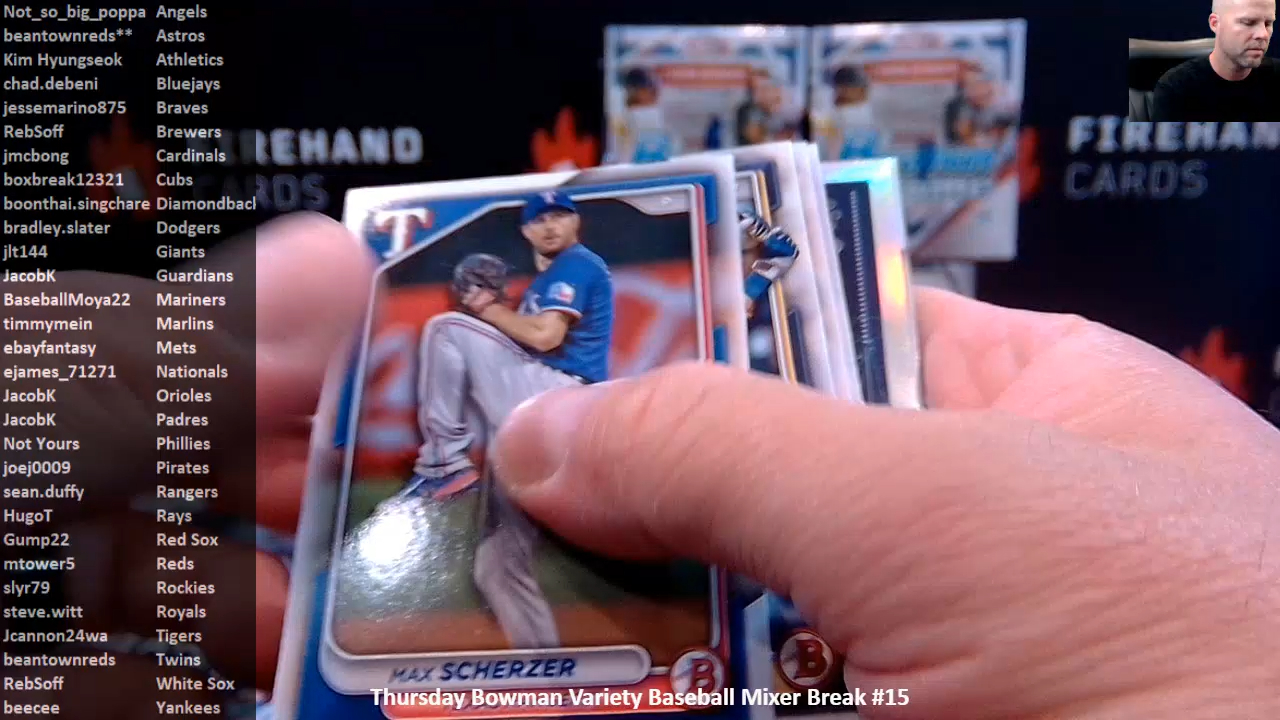 Not_so_big_poppa Angels
beantownreds** Astros
Kim Hyungseok Athletics
chad.debeni Bluejays
jessemarino875 Braves
RebSoff Brewers
jmcbong Cardinals
boxbreak12321 Cubs
boonthai.singchare Diamondback
bradley.slater Dodgers
jlt144 Giants
JacobK Guardians
BaseballMoya22 Mariners
timmymein Marlins
ebayfantasy Mets
ejames_71271 Nationals
JacobK Orioles
JacobK Padres
Not Yours Phillies
joej0009 Pirates
sean.duffy Rangers
HugoT Rays
Gump22 Red Sox
mtower5 Reds
slyr79 Rockies
steve.witt Royals
Jcannon24wa Tigers
beantownreds Twins
RebSoff White Sox
beecee Yankees
FIREHAND
CARDS
FIREHAN
CARDS
T
MAX SCHERZER
B
B
Thursday Bowman Variety Baseball Mixer Break #15